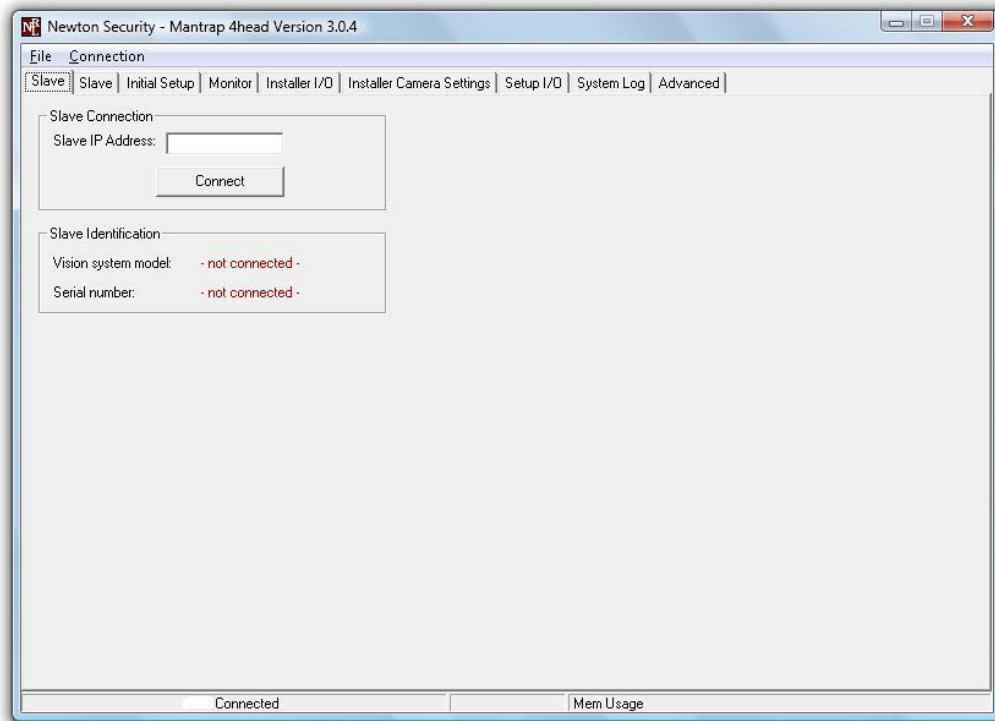 Newton Security - Mantrap 4head Version 3.0.4
File Connection
Slave Slave Initial Setup Monitor Installer I/O Installer Camera Settings Setup I/O System Log Advanced
Slave Connection
Slave IP Address:
Connect
Slave Identification
Vision system model: - not connected -
Serial number: - not connected -
Connected Mem Usage